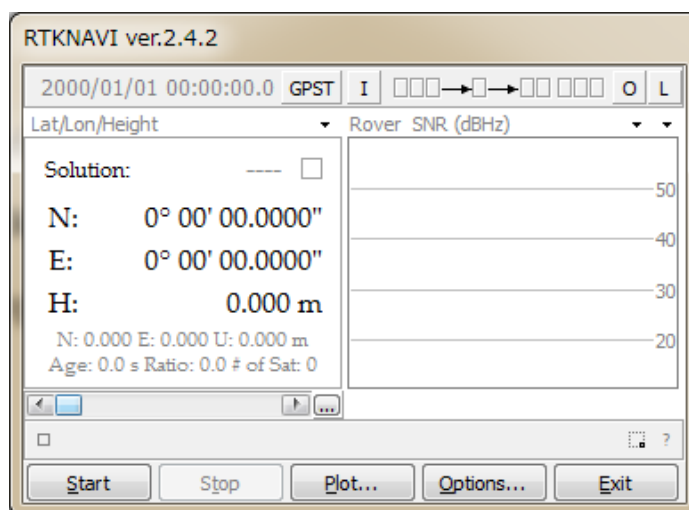 RTKNAVI ver.2.4.2
2000/01/01 00:00:00.0 GPST I O L
Lat/Lon/Height Rover SNR (dBHz)
Solution: ----
50
N: 0° 00' 00.0000"
40
E: 0° 00' 00.0000"
30
H: 0.000 m
N: 0.000 E: 0.000 U: 0.000 m
20
Age: 0.0 s Ratio: 0.0 # of Sat: 0
...
?
Start Stop Plot... Options... Exit